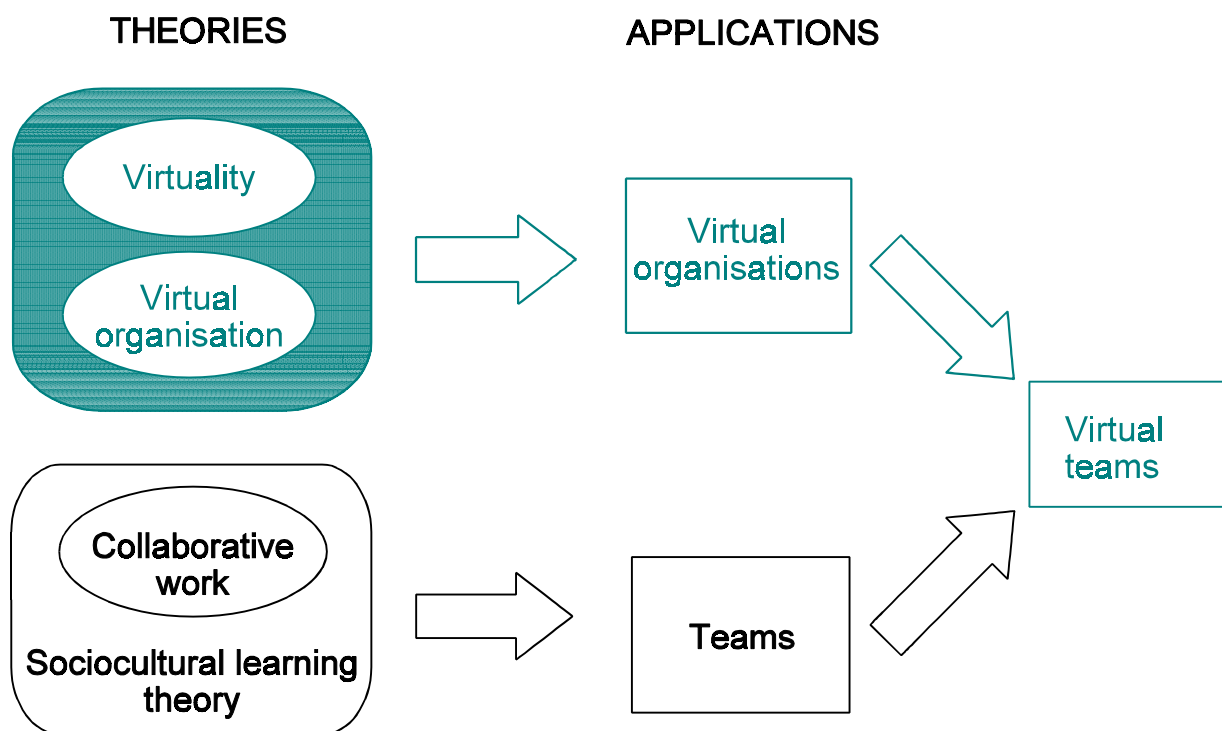 THEORIES
APPLICATIONS
Virtuality
Virtual
organisation
Virtual
organisations
Virtual
teams
Collaborative
work
Sociocultural learning
theory
Teams